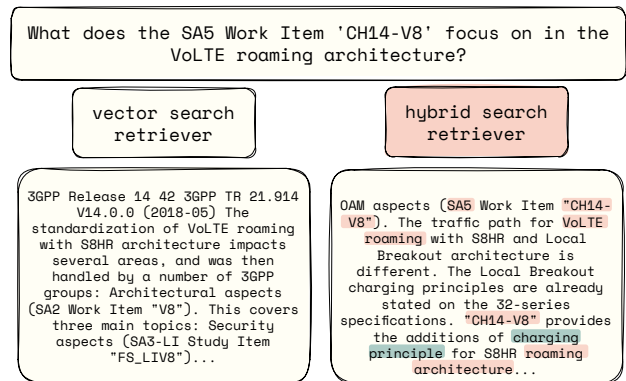 What does the SA5 Work Item 'CH14-V8' focus on in the
VoLTE roaming architecture?
vector search
retriever
hybrid search
retriever
3GPP Release 14 42 3GPP TR 21.914
V14.0.0 (2018-05) The
standardization of VoLTE roaming
with S8HR architecture impacts
several areas, and was then
handled by a number of 3GPP
groups: Architectural aspects
(SA2 Work Item "V8"). This covers
three main topics: Security
aspects (SA3-LI Study Item
"FS_LIV8")...
OAM aspects (SA5 Work Item "CH14-
V8"). The traffic path for VoLTE
roaming with S8HR and Local
Breakout architecture is
different. The Local Breakout
charging principles are already
stated on the 32-series
specifications. "CH14-V8" provides
the additions of charging
principle for S8HR roaming
architecture...